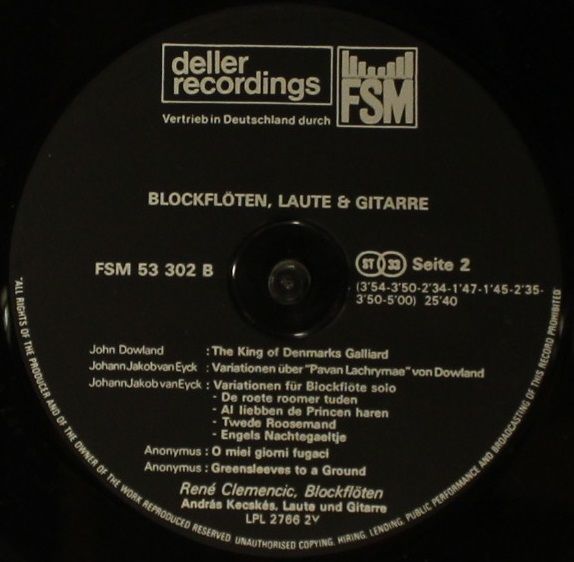 deller
recordings
FSM
Vertrieb in Deutschland durch
BLOCKFLÖTEN, LAUTE & GITARRE
FSM 53 302 B
ST 33 Seite 2
(3'54-3'50-2'34-1'47-1'45-2'35-
3'50-5'00) 25'40
John Dowland : The King of Denmarks Galliard
Johann Jakob van Eyck : Variationen über "Pavan Lachrymae" von Dowland
Johann Jakob van Eyck : Variationen für Blockflöte solo
- De roete roomer tuden
- Al liebben de Princen haren
- Twede Roosemand
- Engels Nachtegaeltje
Anonymus : O miei giorni fugaci
Anonymus : Greensleeves to a Ground
René Clemencic, Blockflöten
András Kecskés, Laute und Gitarre
LPL 2766 2Y
"ALL RIGHTS OF THE PRODUCER AND OF THE OWNER OF THE WORK REPRODUCED RESERVED UNAUTHORISED COPYING, HIRING, LENDING, PUBLIC PERFORMANCE AND BROADCASTING OF THIS RECORD PROHIBITED"